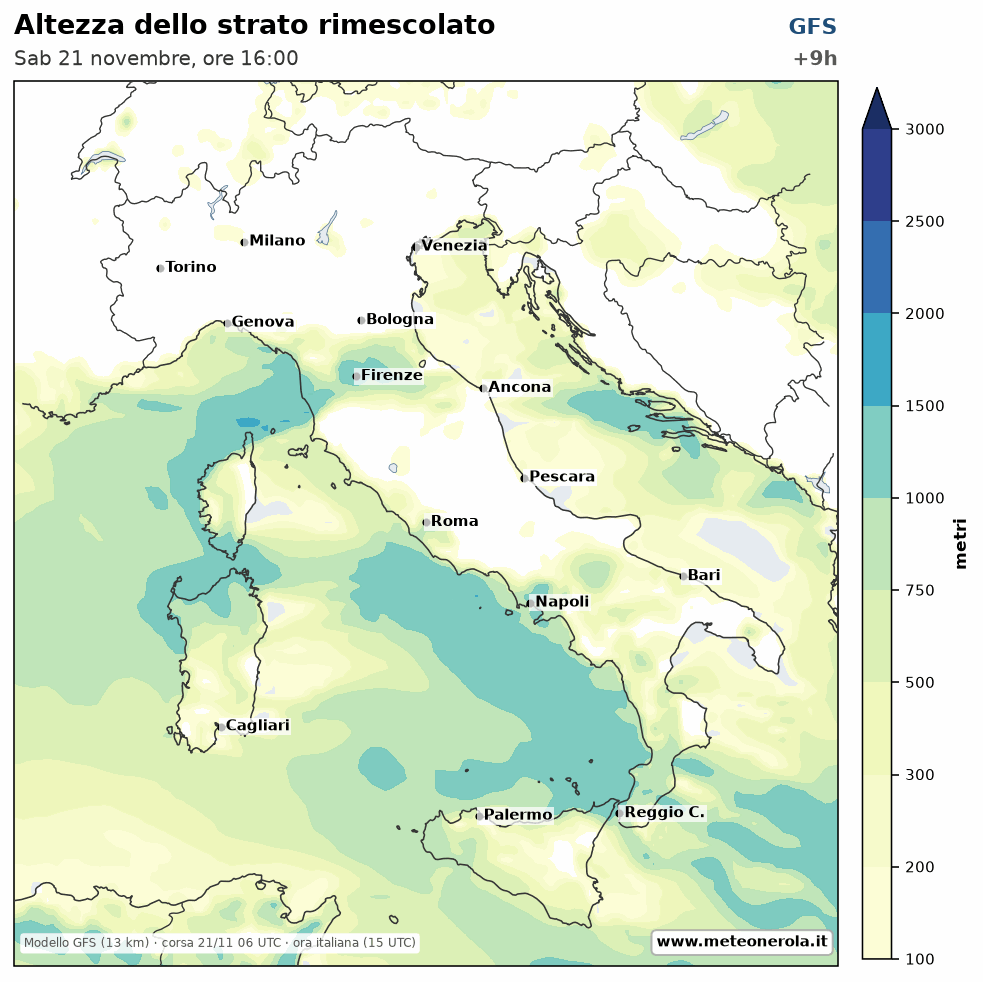 Altezza dello strato rimescolato
GFS
Sab 21 novembre, ore 16:00
+9h
Milano
Venezia
Torino
Genova
Bologna
Firenze
Ancona
Pescara
Roma
Bari
Napoli
Cagliari
Palermo
Reggio C.
3000
2500
2000
1500
1000
750
500
300
200
100
metri
Modello GFS (13 km) · corsa 21/11 06 UTC · ora italiana (15 UTC)
www.meteonerola.it